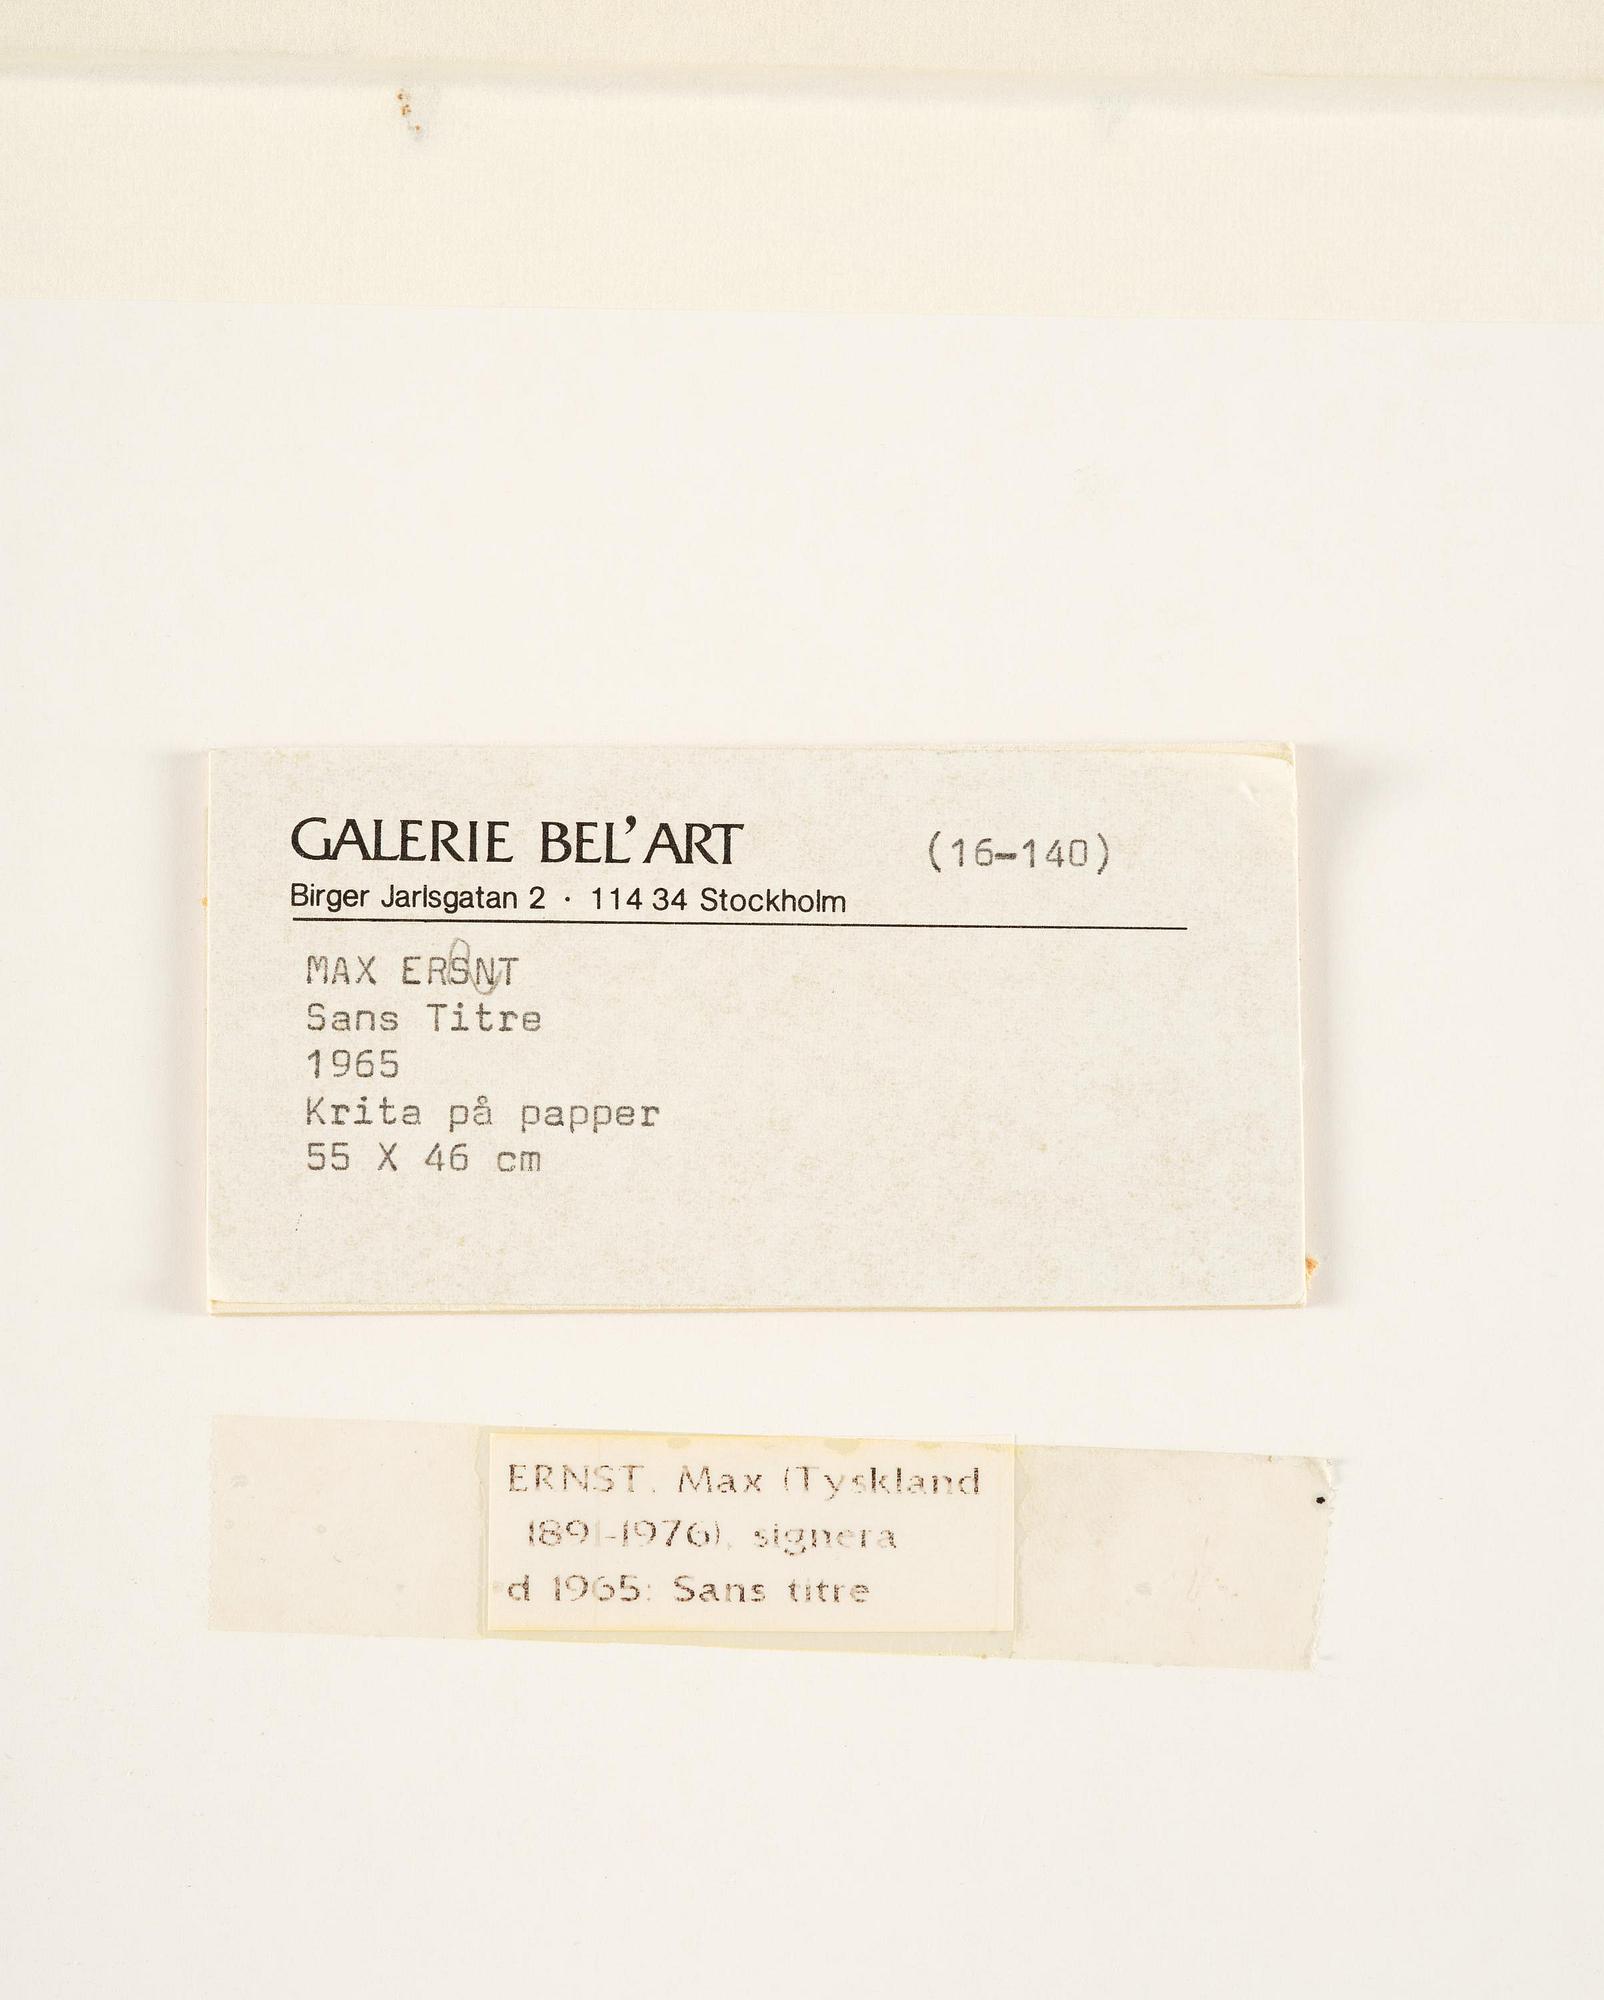 GALERIE BEL'ART (16-140)
Birger Jarlsgatan 2 · 114 34 Stockholm
MAX ERSNT
Sans Titre
1965
Krita på papper
55 X 46 cm
ERNST, Max (Tyskland
1891-1976), signera
d 1965: Sans titre